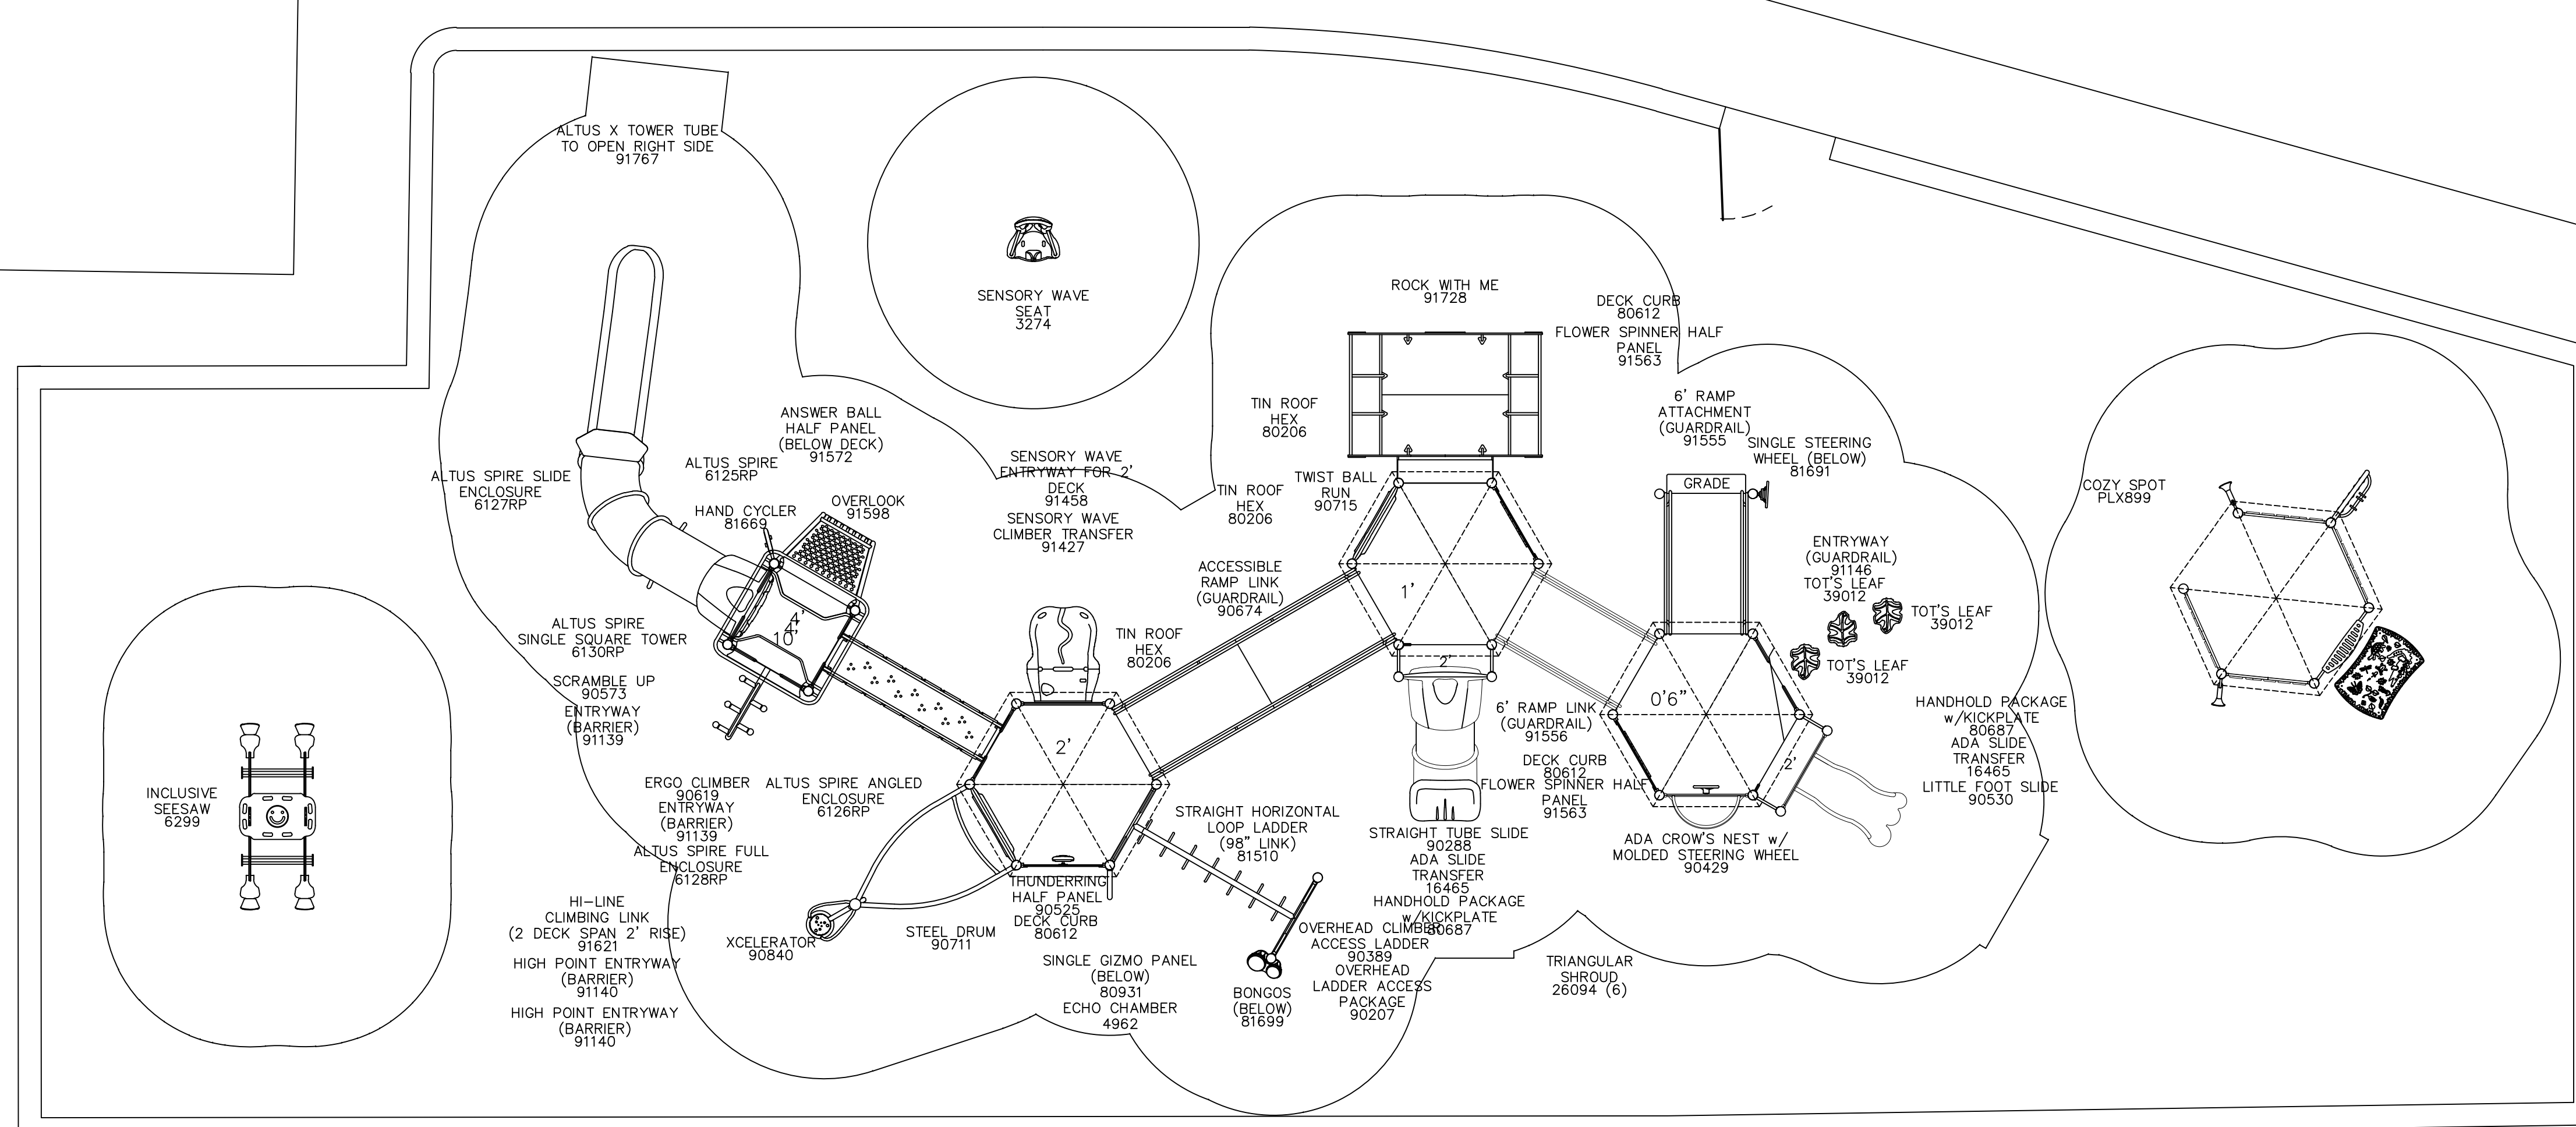 ALTUS X TOWER TUBE
TO OPEN RIGHT SIDE
91767
SENSORY WAVE
SEAT
3274
ROCK WITH ME
91728
DECK CURB
80612
FLOWER SPINNER HALF
PANEL
91563
ANSWER BALL
HALF PANEL
(BELOW DECK)
91572
TIN ROOF
HEX
80206
6' RAMP
ATTACHMENT
(GUARDRAIL)
91555
SINGLE STEERING
WHEEL (BELOW)
81691
ALTUS SPIRE SLIDE
ENCLOSURE
6127RP
ALTUS SPIRE
6125RP
SENSORY WAVE
ENTRYWAY FOR 2'
DECK
91458
SENSORY WAVE
CLIMBER TRANSFER
91427
TIN ROOF
HEX
80206
TWIST BALL
RUN
90715
GRADE
COZY SPOT
PLX899
HAND CYCLER
81669
OVERLOOK
91598
ENTRYWAY
(GUARDRAIL)
91146
TOT'S LEAF
39012
TOT'S LEAF
39012
TOT'S LEAF
39012
ACCESSIBLE
RAMP LINK
(GUARDRAIL)
90674
1'
4'
4'
10'
ALTUS SPIRE
SINGLE SQUARE TOWER
6130RP
TIN ROOF
HEX
80206
2'
SCRAMBLE UP
90573
ENTRYWAY
(BARRIER)
91139
0'6"
6' RAMP LINK
(GUARDRAIL)
91556
HANDHOLD PACKAGE
w/KICKPLATE
80687
ADA SLIDE
TRANSFER
16465
LITTLE FOOT SLIDE
90530
2'
2'
DECK CURB
80612
FLOWER SPINNER HALF
PANEL
91563
INCLUSIVE
SEESAW
6299
ERGO CLIMBER
90619
ENTRYWAY
(BARRIER)
91139
ALTUS SPIRE FULL
ENCLOSURE
6128RP
ALTUS SPIRE ANGLED
ENCLOSURE
6126RP
STRAIGHT HORIZONTAL
LOOP LADDER
(98" LINK)
81510
STRAIGHT TUBE SLIDE
90288
ADA SLIDE
TRANSFER
16465
HANDHOLD PACKAGE
w/KICKPLATE
80687
ADA CROW'S NEST w/
MOLDED STEERING WHEEL
90429
THUNDERRING
HALF PANEL
90525
DECK CURB
80612
HI-LINE
CLIMBING LINK
(2 DECK SPAN 2' RISE)
91621
HIGH POINT ENTRYWAY
(BARRIER)
91140
HIGH POINT ENTRYWAY
(BARRIER)
91140
XCELERATOR
90840
STEEL DRUM
90711
SINGLE GIZMO PANEL
(BELOW)
80931
ECHO CHAMBER
4962
BONGOS
(BELOW)
81699
OVERHEAD CLIMBER
ACCESS LADDER
90389
OVERHEAD
LADDER ACCESS
PACKAGE
90207
TRIANGULAR
SHROUD
26094 (6)